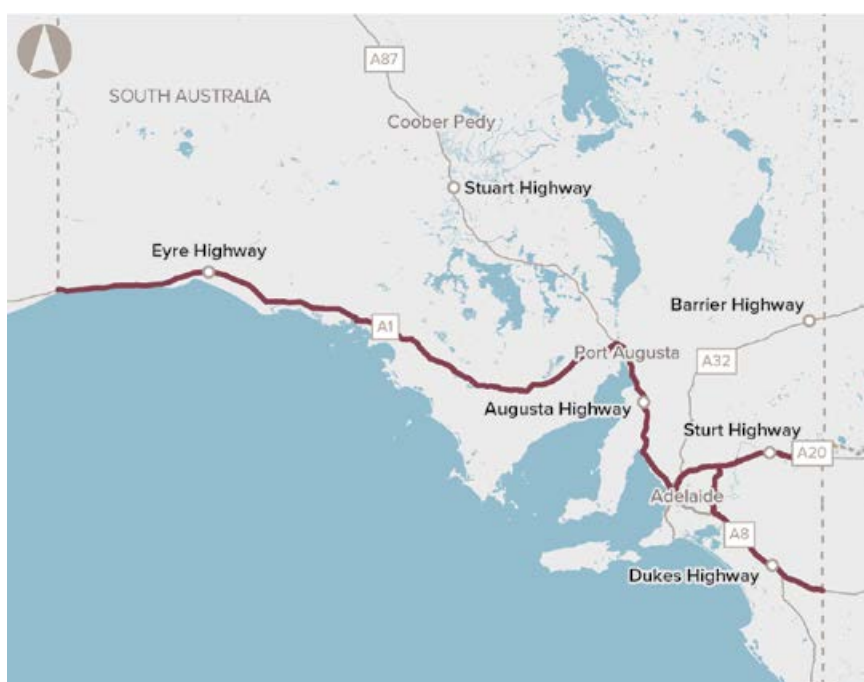 A87
SOUTH AUSTRALIA
Coober Pedy
Stuart Highway
Eyre Highway
Barrier Highway
A1
Port Augusta
A32
Augusta Highway
Sturt Highway
A20
Adelaide
A8
Dukes Highway